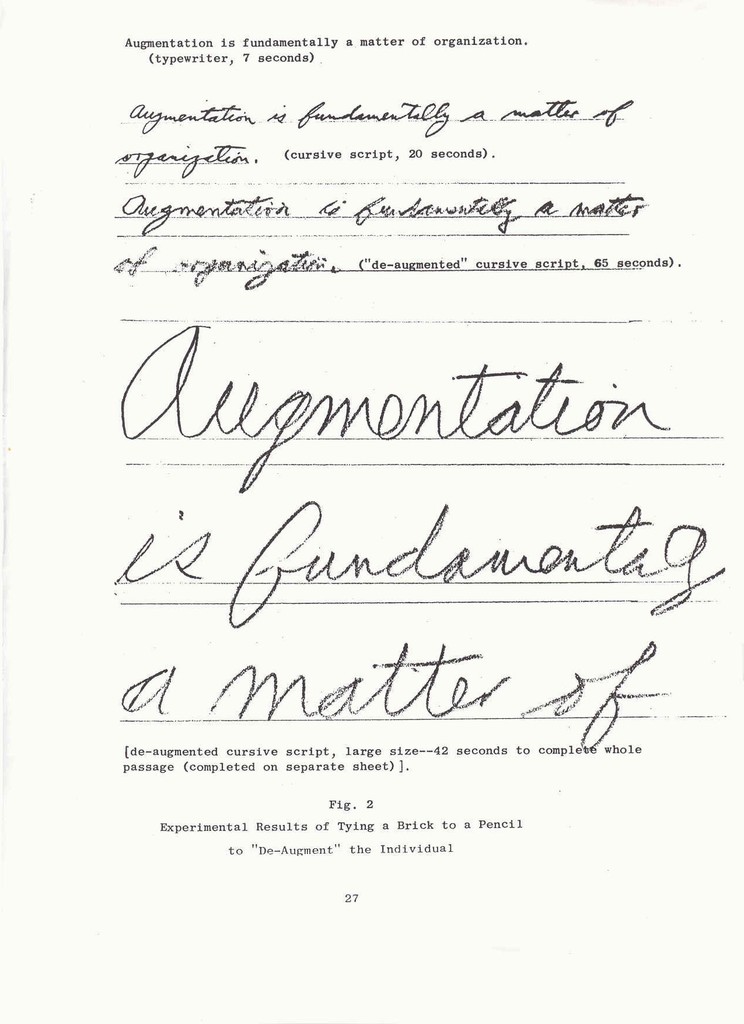 Augmentation is fundamentally a matter of organization.
(typewriter, 7 seconds)
Augmentation is fundamentally a matter of
organization. (cursive script, 20 seconds).
Augmentation is fundamentally a matter
of organization. ("de-augmented" cursive script, 65 seconds).
Augmentation
is fundamentally
a matter of
[de-augmented cursive script, large size--42 seconds to complete whole
passage (completed on separate sheet)].
Fig. 2
Experimental Results of Tying a Brick to a Pencil
to "De-Augment" the Individual
27